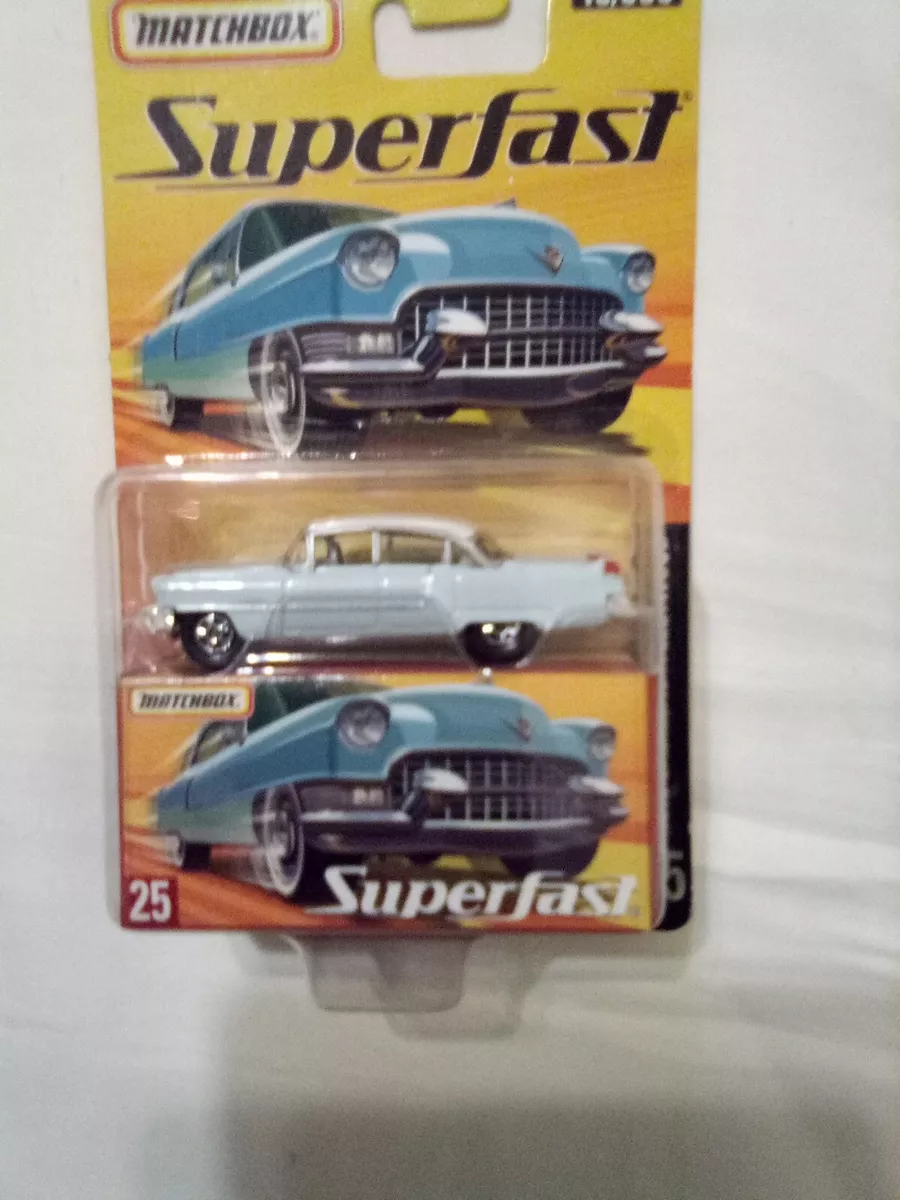 MATCHBOX®
Superfast®
MATCHBOX.
25
Superfast